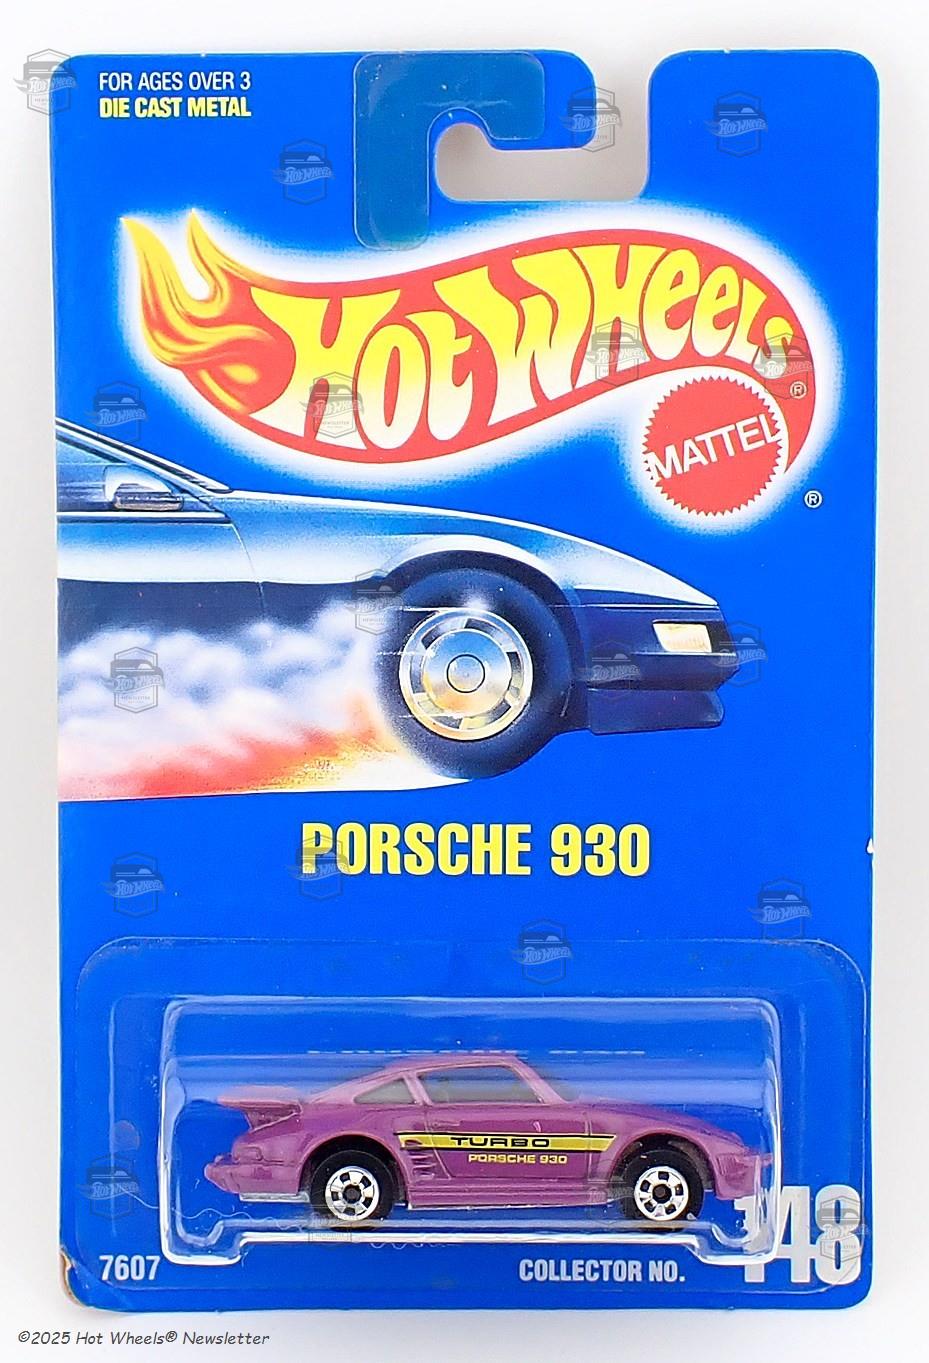 FOR AGES OVER 3
DIE CAST METAL
HOT WHEELS®
MATTEL
®
PORSCHE 930
TURBO
PORSCHE 930
7607
COLLECTOR NO. 148
©2025 Hot Wheels® Newsletter